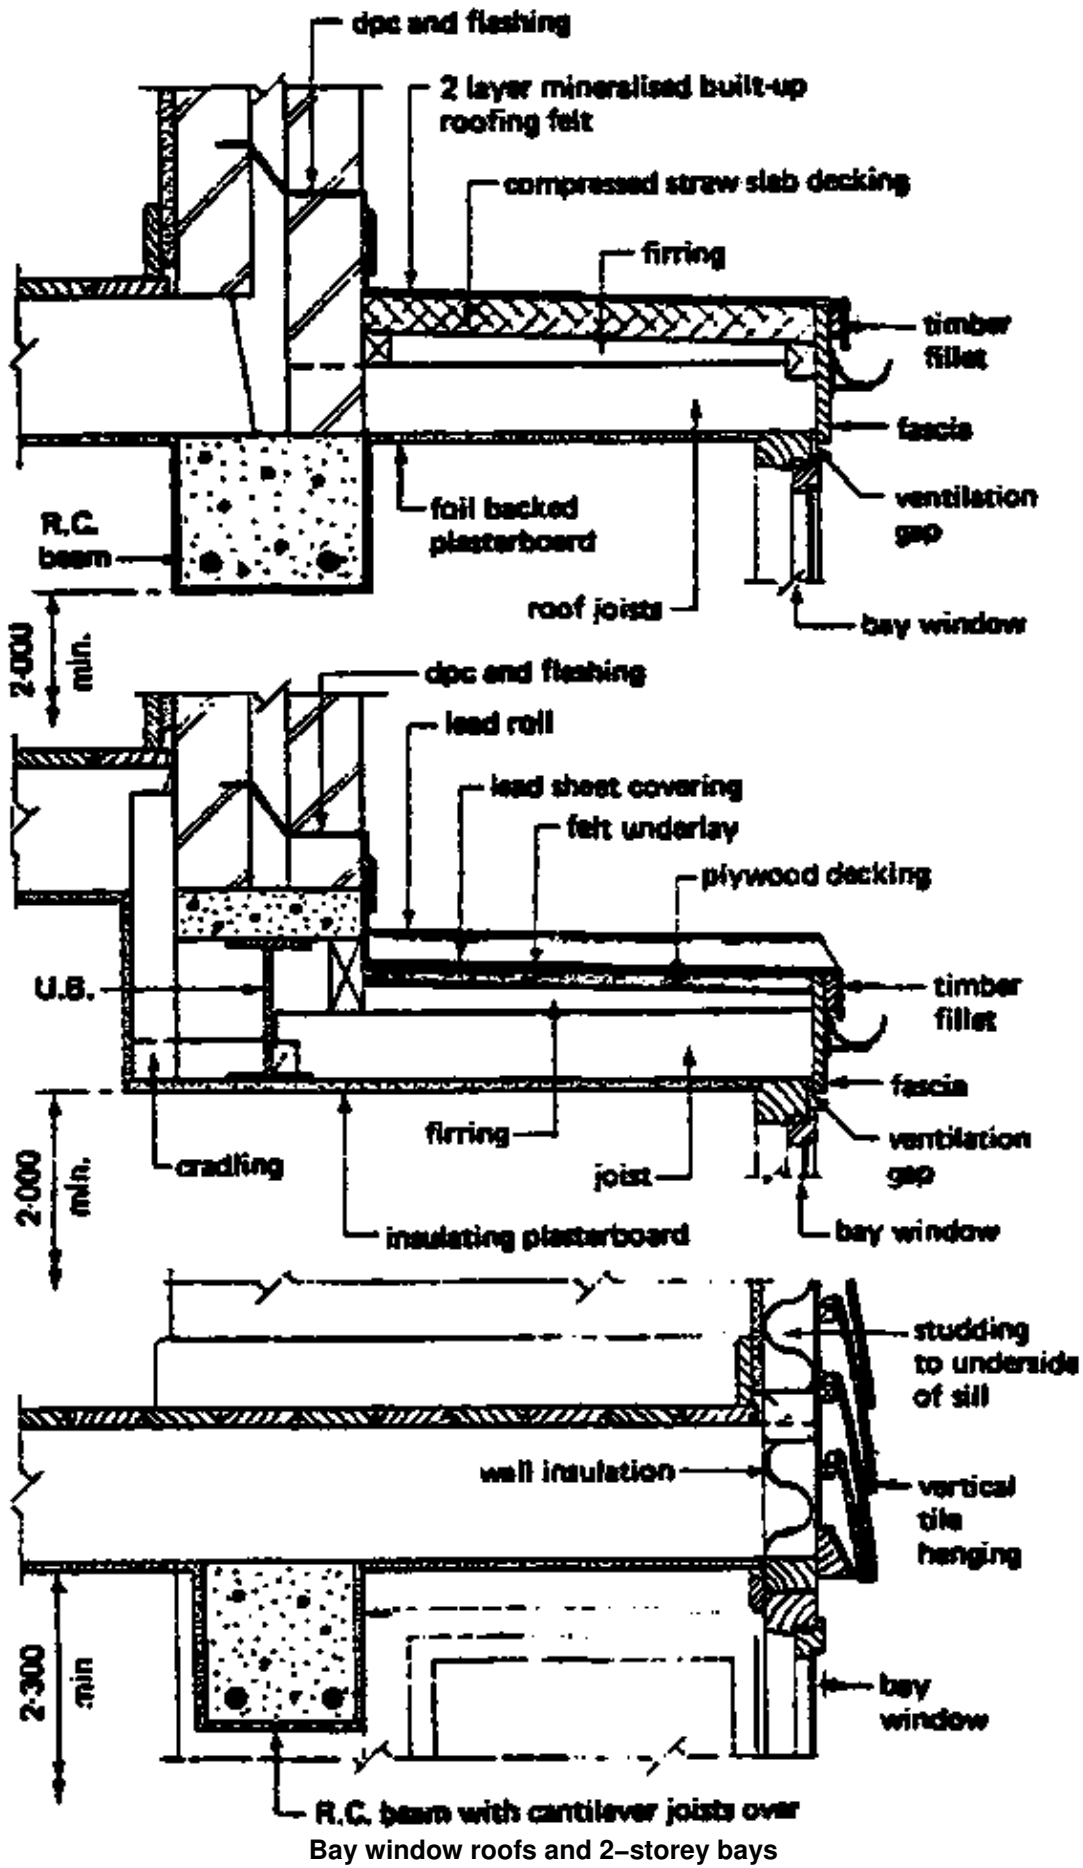 dpc and flashing
2 layer mineralised built-up
roofing felt
compressed straw slab decking
firring
timber
fillet
fascia
ventilation
gap
foil backed
plasterboard
R.C.
beam
roof joists
bay window
2·000
min.
dpc and flashing
lead roll
lead sheet covering
felt underlay
plywood decking
U.B.
timber
fillet
fascia
firring
ventilation
gap
cradling
joist
2·000
min.
insulating plasterboard
bay window
studding
to underside
of sill
wall insulation
vertical
tile
hanging
2·300
min
bay
window
R.C. beam with cantilever joists over
Bay window roofs and 2–storey bays